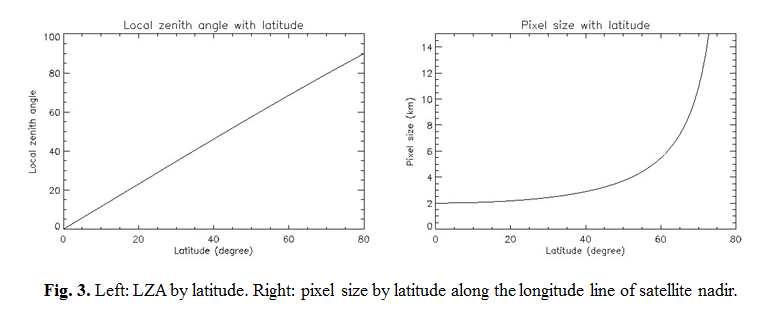 Local zenith angle with latitude
100
80
60
40
20
0
Local zenith angle
0 20 40 60 80
Latitude (degree)
Pixel size with latitude
14
12
10
8
6
4
2
0
Pixel size (km)
0 20 40 60 80
Latitude (degree)
Fig. 3. Left: LZA by latitude. Right: pixel size by latitude along the longitude line of satellite nadir.